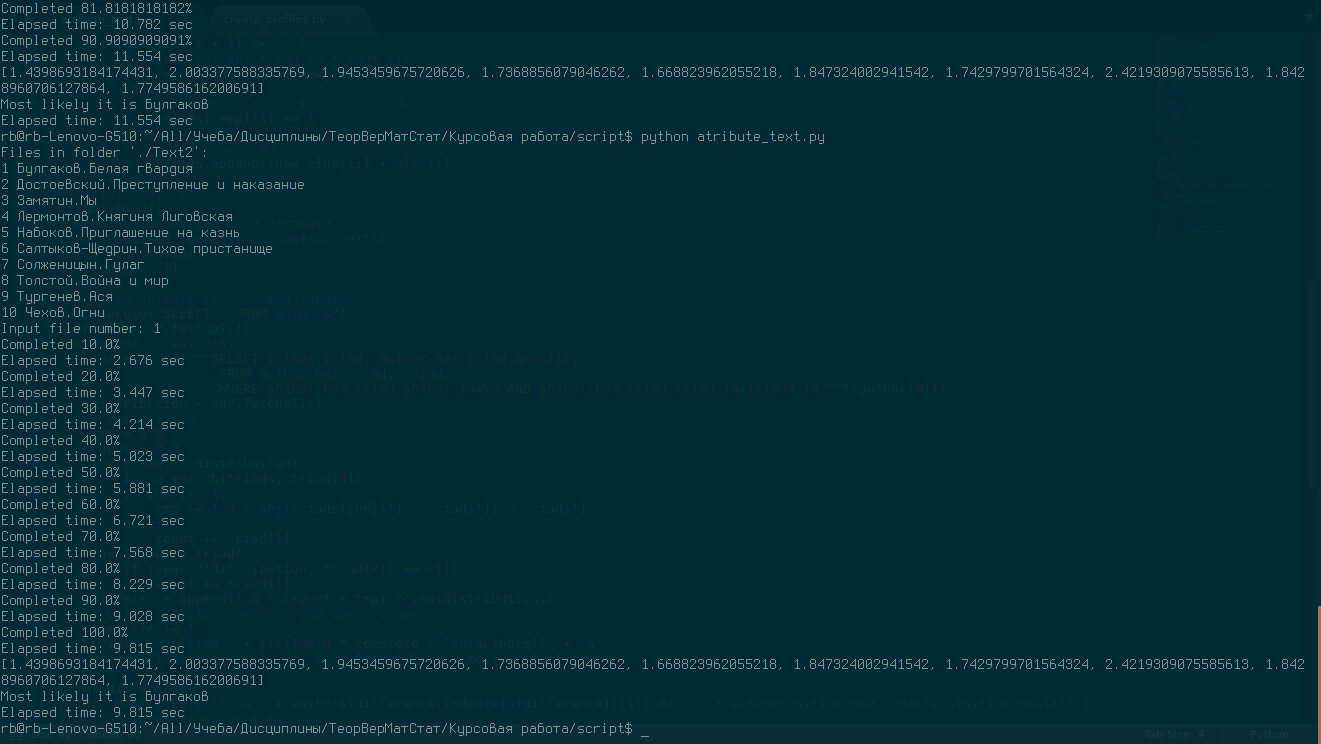 Completed 81.8181818182%
Elapsed time: 10.782 sec
Completed 90.9090909091%
Elapsed time: 11.554 sec
[1.4398693184174431, 2.003377588335769, 1.9453459675720626, 1.7368856079046262, 1.668823962055218, 1.847324002941542, 1.7429799701564324, 2.4219309075585613, 1.842
8960706127864, 1.774958616200691]
Most likely it is Булгаков
Elapsed time: 11.554 sec
rb@rb-Lenovo-G510:~/All/Учеба/Дисциплины/ТеорВерМатСтат/Курсовая работа/script$ python atribute_text.py
Files in folder './Text2':
1 Булгаков.Белая гвардия
2 Достоевский.Преступление и наказание
3 Замятин.Мы
4 Лермонтов.Княгиня Лиговская
5 Набоков.Приглашение на казнь
6 Салтыков-Щедрин.Тихое пристанище
7 Солженицын.Гулаг
8 Толстой.Война и мир
9 Тургенев.Ася
10 Чехов.Огни
Input file number: 1
Completed 10.0%
Elapsed time: 2.676 sec
Completed 20.0%
Elapsed time: 3.447 sec
Completed 30.0%
Elapsed time: 4.214 sec
Completed 40.0%
Elapsed time: 5.023 sec
Completed 50.0%
Elapsed time: 5.881 sec
Completed 60.0%
Elapsed time: 6.721 sec
Completed 70.0%
Elapsed time: 7.568 sec
Completed 80.0%
Elapsed time: 8.229 sec
Completed 90.0%
Elapsed time: 9.028 sec
Completed 100.0%
Elapsed time: 9.815 sec
[1.4398693184174431, 2.003377588335769, 1.9453459675720626, 1.7368856079046262, 1.668823962055218, 1.847324002941542, 1.7429799701564324, 2.4219309075585613, 1.842
8960706127864, 1.774958616200691]
Most likely it is Булгаков
Elapsed time: 9.815 sec
rb@rb-Lenovo-G510:~/All/Учеба/Дисциплины/ТеорВерМатСтат/Курсовая работа/script$ _
Tab Size: 4 Python